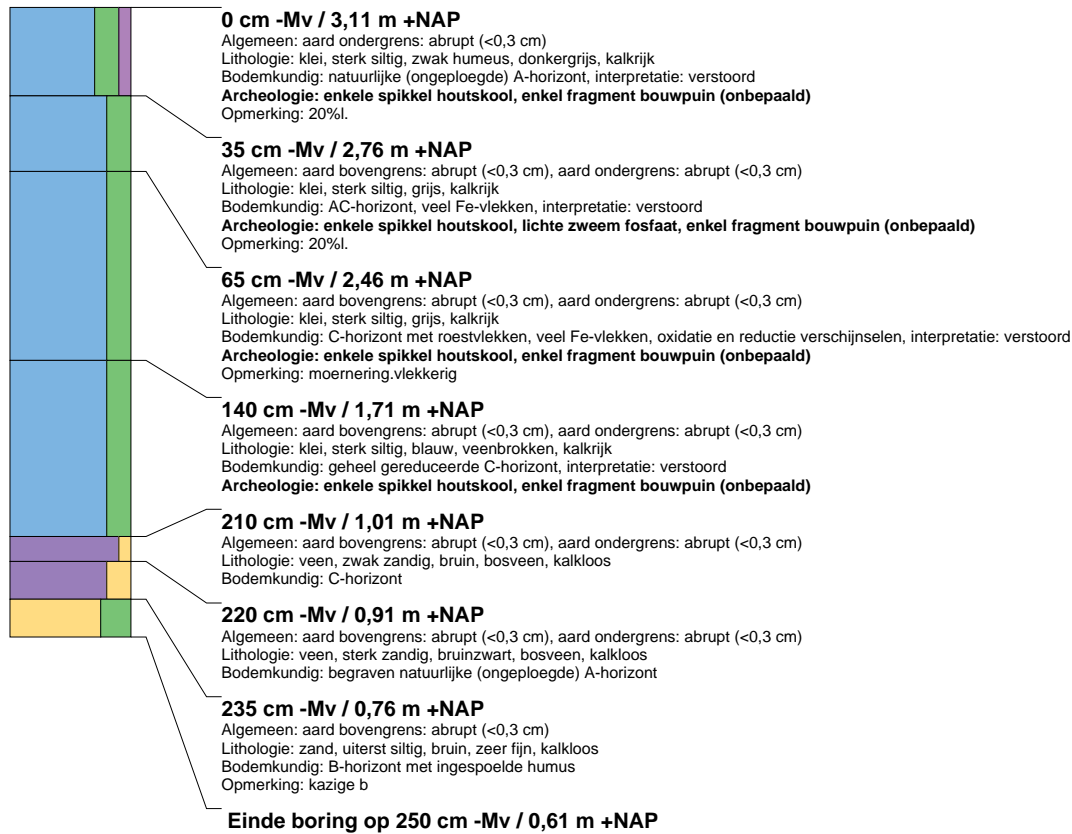 0 cm -Mv / 3,11 m +NAP
Algemeen: aard ondergrens: abrupt (<0,3 cm)
Lithologie: klei, sterk siltig, zwak humeus, donkergrijs, kalkrijk
Bodemkundig: natuurlijke (ongeploegde) A-horizont, interpretatie: verstoord
Archeologie: enkele spikkel houtskool, enkel fragment bouwpuin (onbepaald)
Opmerking: 20%l.
35 cm -Mv / 2,76 m +NAP
Algemeen: aard bovengrens: abrupt (<0,3 cm), aard ondergrens: abrupt (<0,3 cm)
Lithologie: klei, sterk siltig, grijs, kalkrijk
Bodemkundig: AC-horizont, veel Fe-vlekken, interpretatie: verstoord
Archeologie: enkele spikkel houtskool, lichte zweem fosfaat, enkel fragment bouwpuin (onbepaald)
Opmerking: 20%l.
65 cm -Mv / 2,46 m +NAP
Algemeen: aard bovengrens: abrupt (<0,3 cm), aard ondergrens: abrupt (<0,3 cm)
Lithologie: klei, sterk siltig, grijs, kalkrijk
Bodemkundig: C-horizont met roestvlekken, veel Fe-vlekken, oxidatie en reductie verschijnselen, interpretatie: verstoord
Archeologie: enkele spikkel houtskool, enkel fragment bouwpuin (onbepaald)
Opmerking: moernering.vlekkerig
140 cm -Mv / 1,71 m +NAP
Algemeen: aard bovengrens: abrupt (<0,3 cm), aard ondergrens: abrupt (<0,3 cm)
Lithologie: klei, sterk siltig, blauw, veenbrokken, kalkrijk
Bodemkundig: geheel gereduceerde C-horizont, interpretatie: verstoord
Archeologie: enkele spikkel houtskool, enkel fragment bouwpuin (onbepaald)
210 cm -Mv / 1,01 m +NAP
Algemeen: aard bovengrens: abrupt (<0,3 cm), aard ondergrens: abrupt (<0,3 cm)
Lithologie: veen, zwak zandig, bruin, bosveen, kalkloos
Bodemkundig: C-horizont
220 cm -Mv / 0,91 m +NAP
Algemeen: aard bovengrens: abrupt (<0,3 cm), aard ondergrens: abrupt (<0,3 cm)
Lithologie: veen, sterk zandig, bruinzwart, bosveen, kalkloos
Bodemkundig: begraven natuurlijke (ongeploegde) A-horizont
235 cm -Mv / 0,76 m +NAP
Algemeen: aard bovengrens: abrupt (<0,3 cm)
Lithologie: zand, uiterst siltig, bruin, zeer fijn, kalkloos
Bodemkundig: B-horizont met ingespoelde humus
Opmerking: kazige b
Einde boring op 250 cm -Mv / 0,61 m +NAP